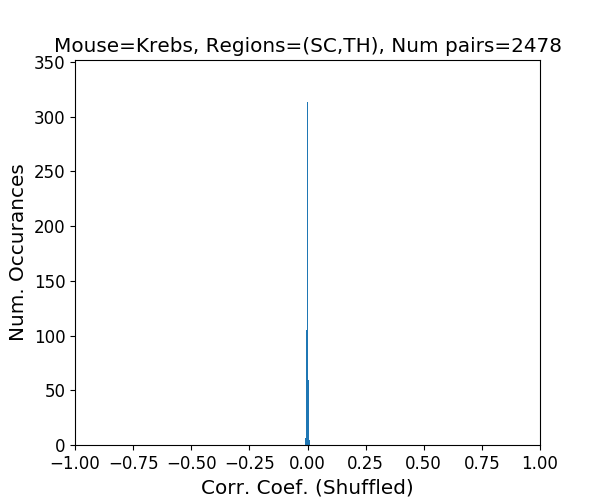 Mouse=Krebs, Regions=(SC,TH), Num pairs=2478
350
300
250
200
150
100
50
0
Num. Occurances
−1.00 −0.75 −0.50 −0.25 0.00 0.25 0.50 0.75 1.00
Corr. Coef. (Shuffled)